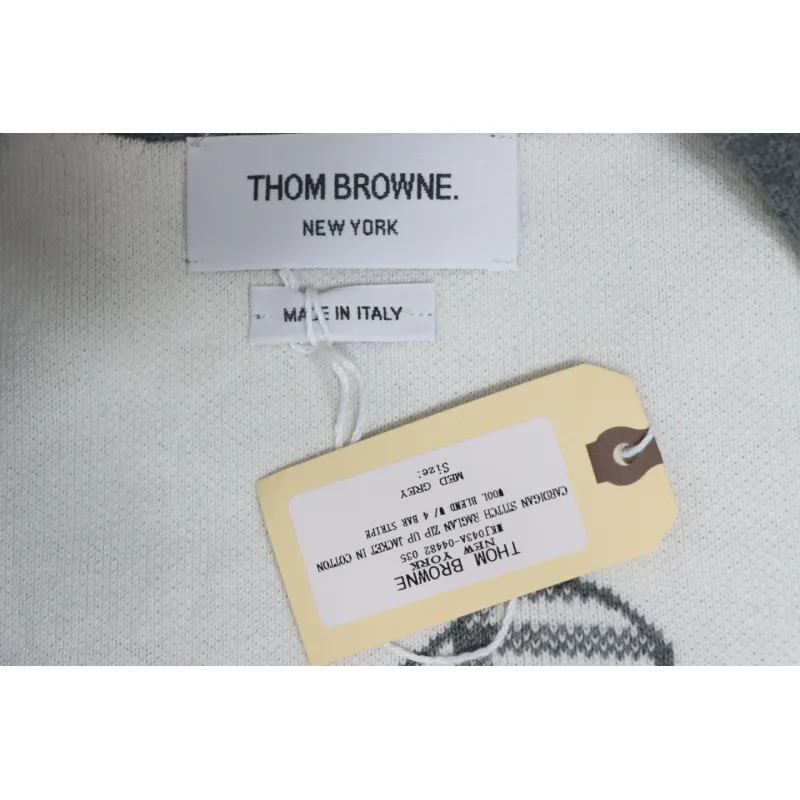 THOM BROWNE.
NEW YORK
MADE IN ITALY
THOM BROWNE
NEW YORK
MKJ043A-04482 035
CARDIGAN STITCH RAGLAN ZIP UP JACKET IN COTTON
WOOL BLEND W/ 4 BAR STRIPE
MED GREY
Size: